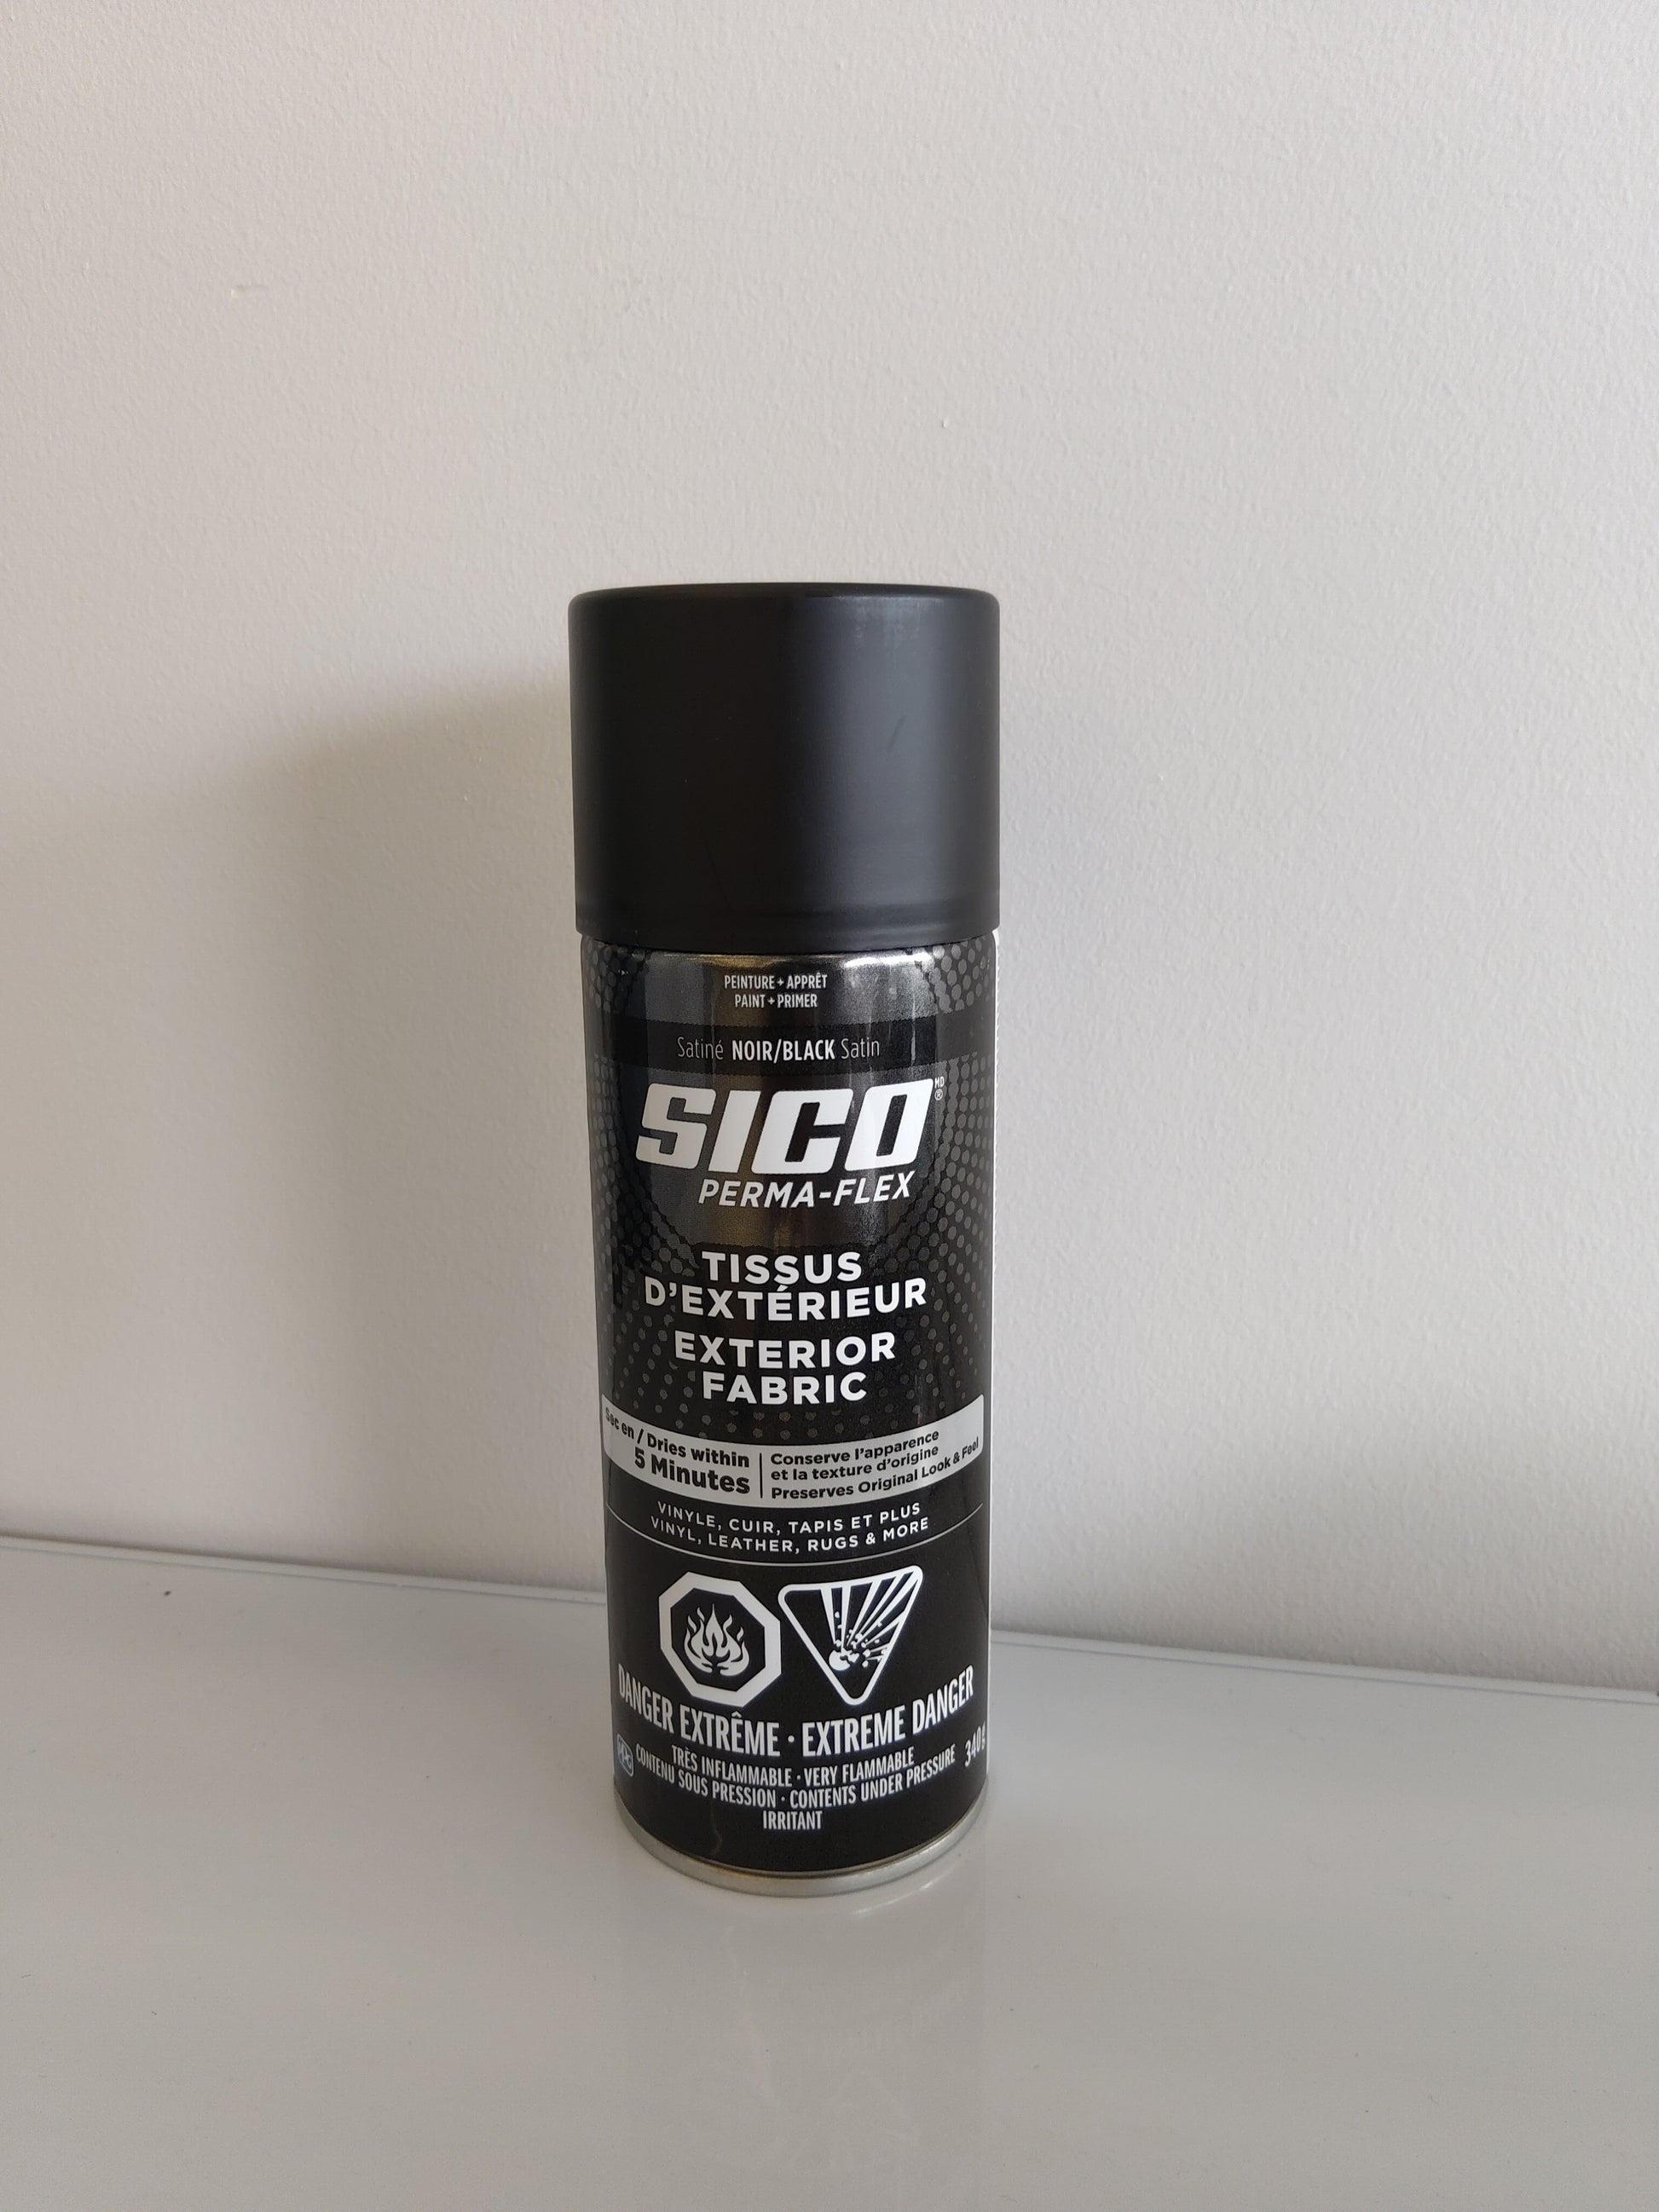 PEINTURE + APPRÊT
PAINT + PRIMER
Satiné NOIR/BLACK Satin
SICO MD ®
PERMA-FLEX
TISSUS
D'EXTÉRIEUR
EXTERIOR
FABRIC
Sec en / Dries within
5 Minutes
Conserve l'apparence
et la texture d'origine
Preserves Original Look & Feel
VINYLE, CUIR, TAPIS ET PLUS
VINYL, LEATHER, RUGS & MORE
DANGER EXTRÊME · EXTREME DANGER
TRÈS INFLAMMABLE · VERY FLAMMABLE
CONTENU SOUS PRESSION · CONTENTS UNDER PRESSURE
IRRITANT
PPG
340 g